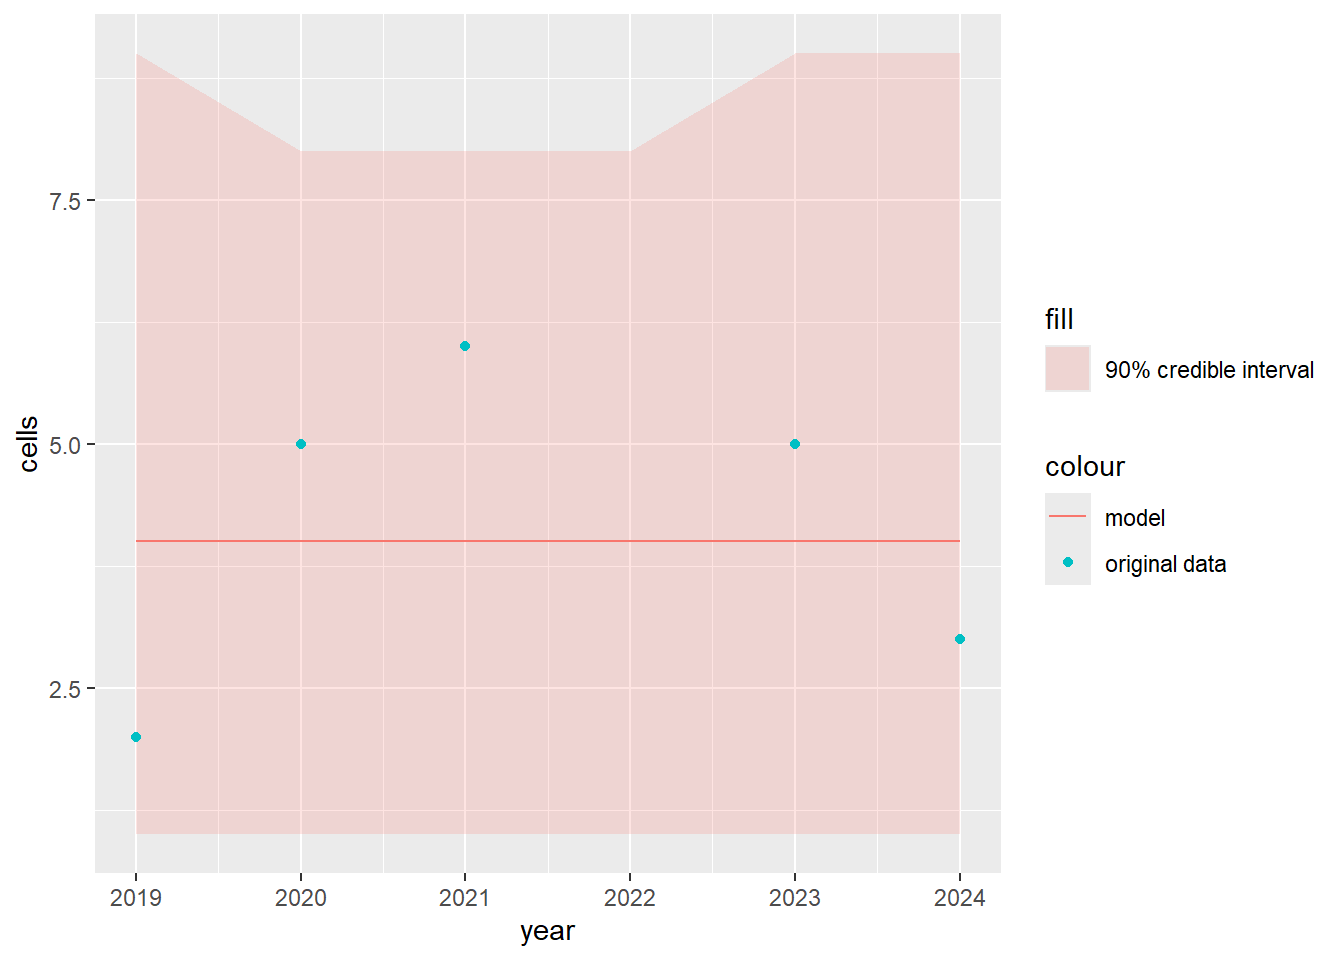 7.5
5.0
2.5
cells
2019 2020 2021 2022 2023 2024
year
fill
90% credible interval
colour
model
original data